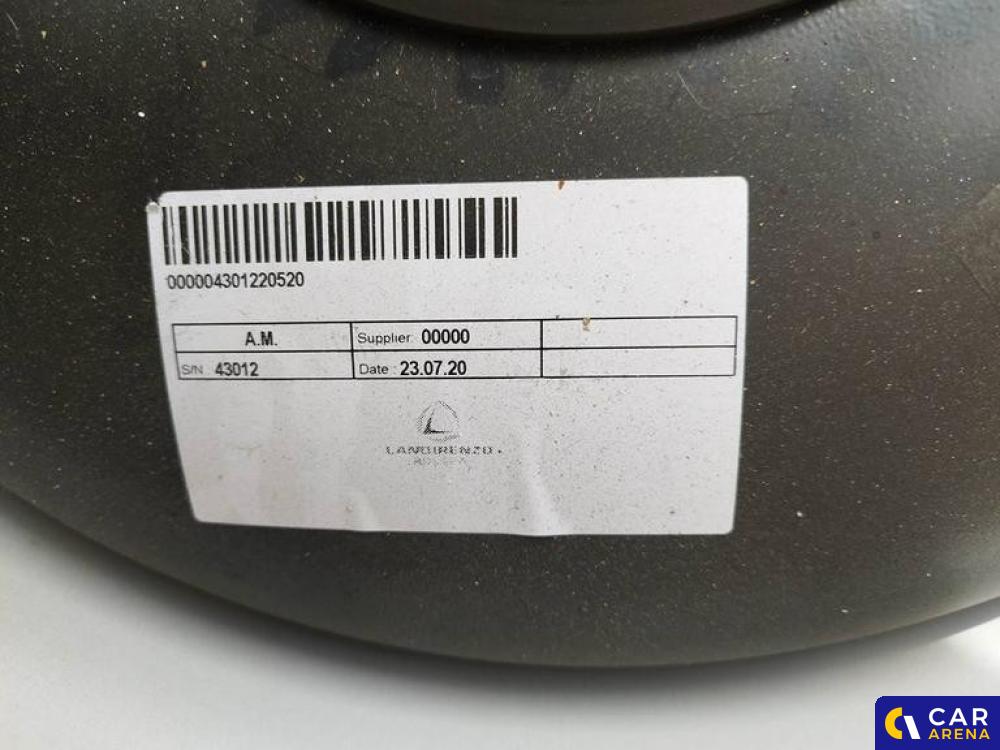 000004301220520
A.M.
Supplier: 00000
S/N 43012
Date : 23.07.20
LANDIRENZO
CAR
ARENA